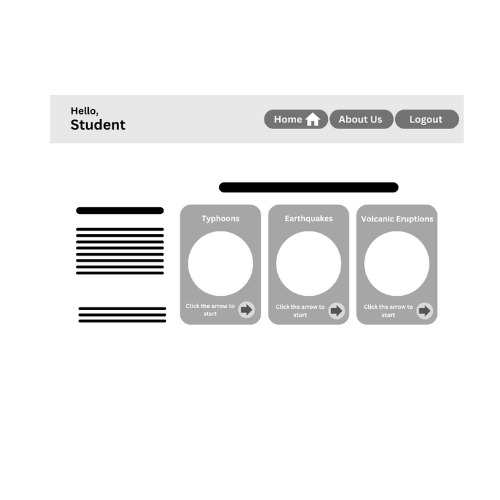 Hello,
Student
Home
About Us
Logout
Typhoons
Earthquakes
Volcanic Eruptions
Click the arrow to
start
Click the arrow to
start
Click the arrow to
start